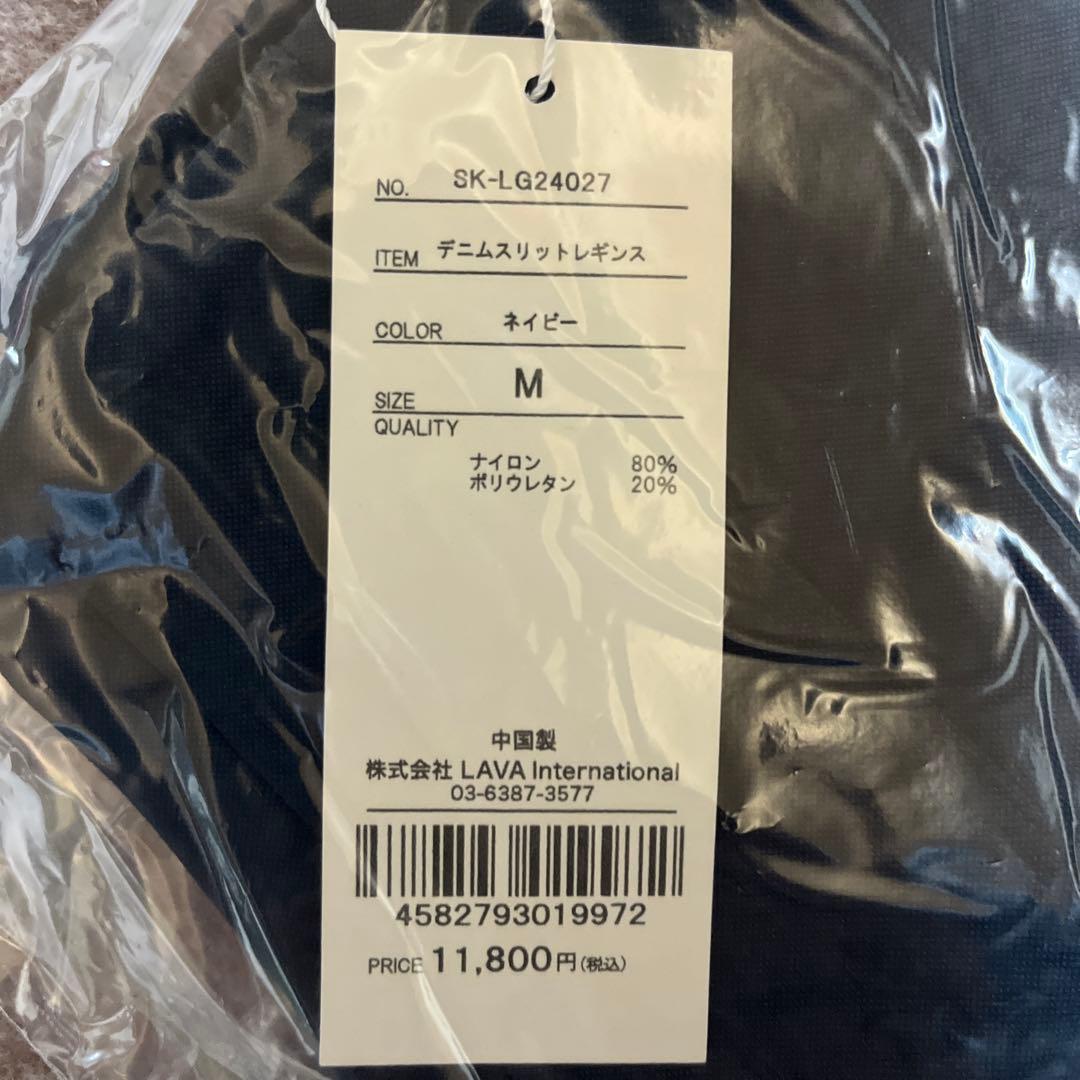 NO. SK-LG24027
ITEM デニムスリットレギンス
COLOR ネイビー
SIZE M
QUALITY
ナイロン 80%
ポリウレタン 20%
中国製
株式会社 LAVA International
03-6387-3577
4582793019972
PRICE 11,800円(税込)